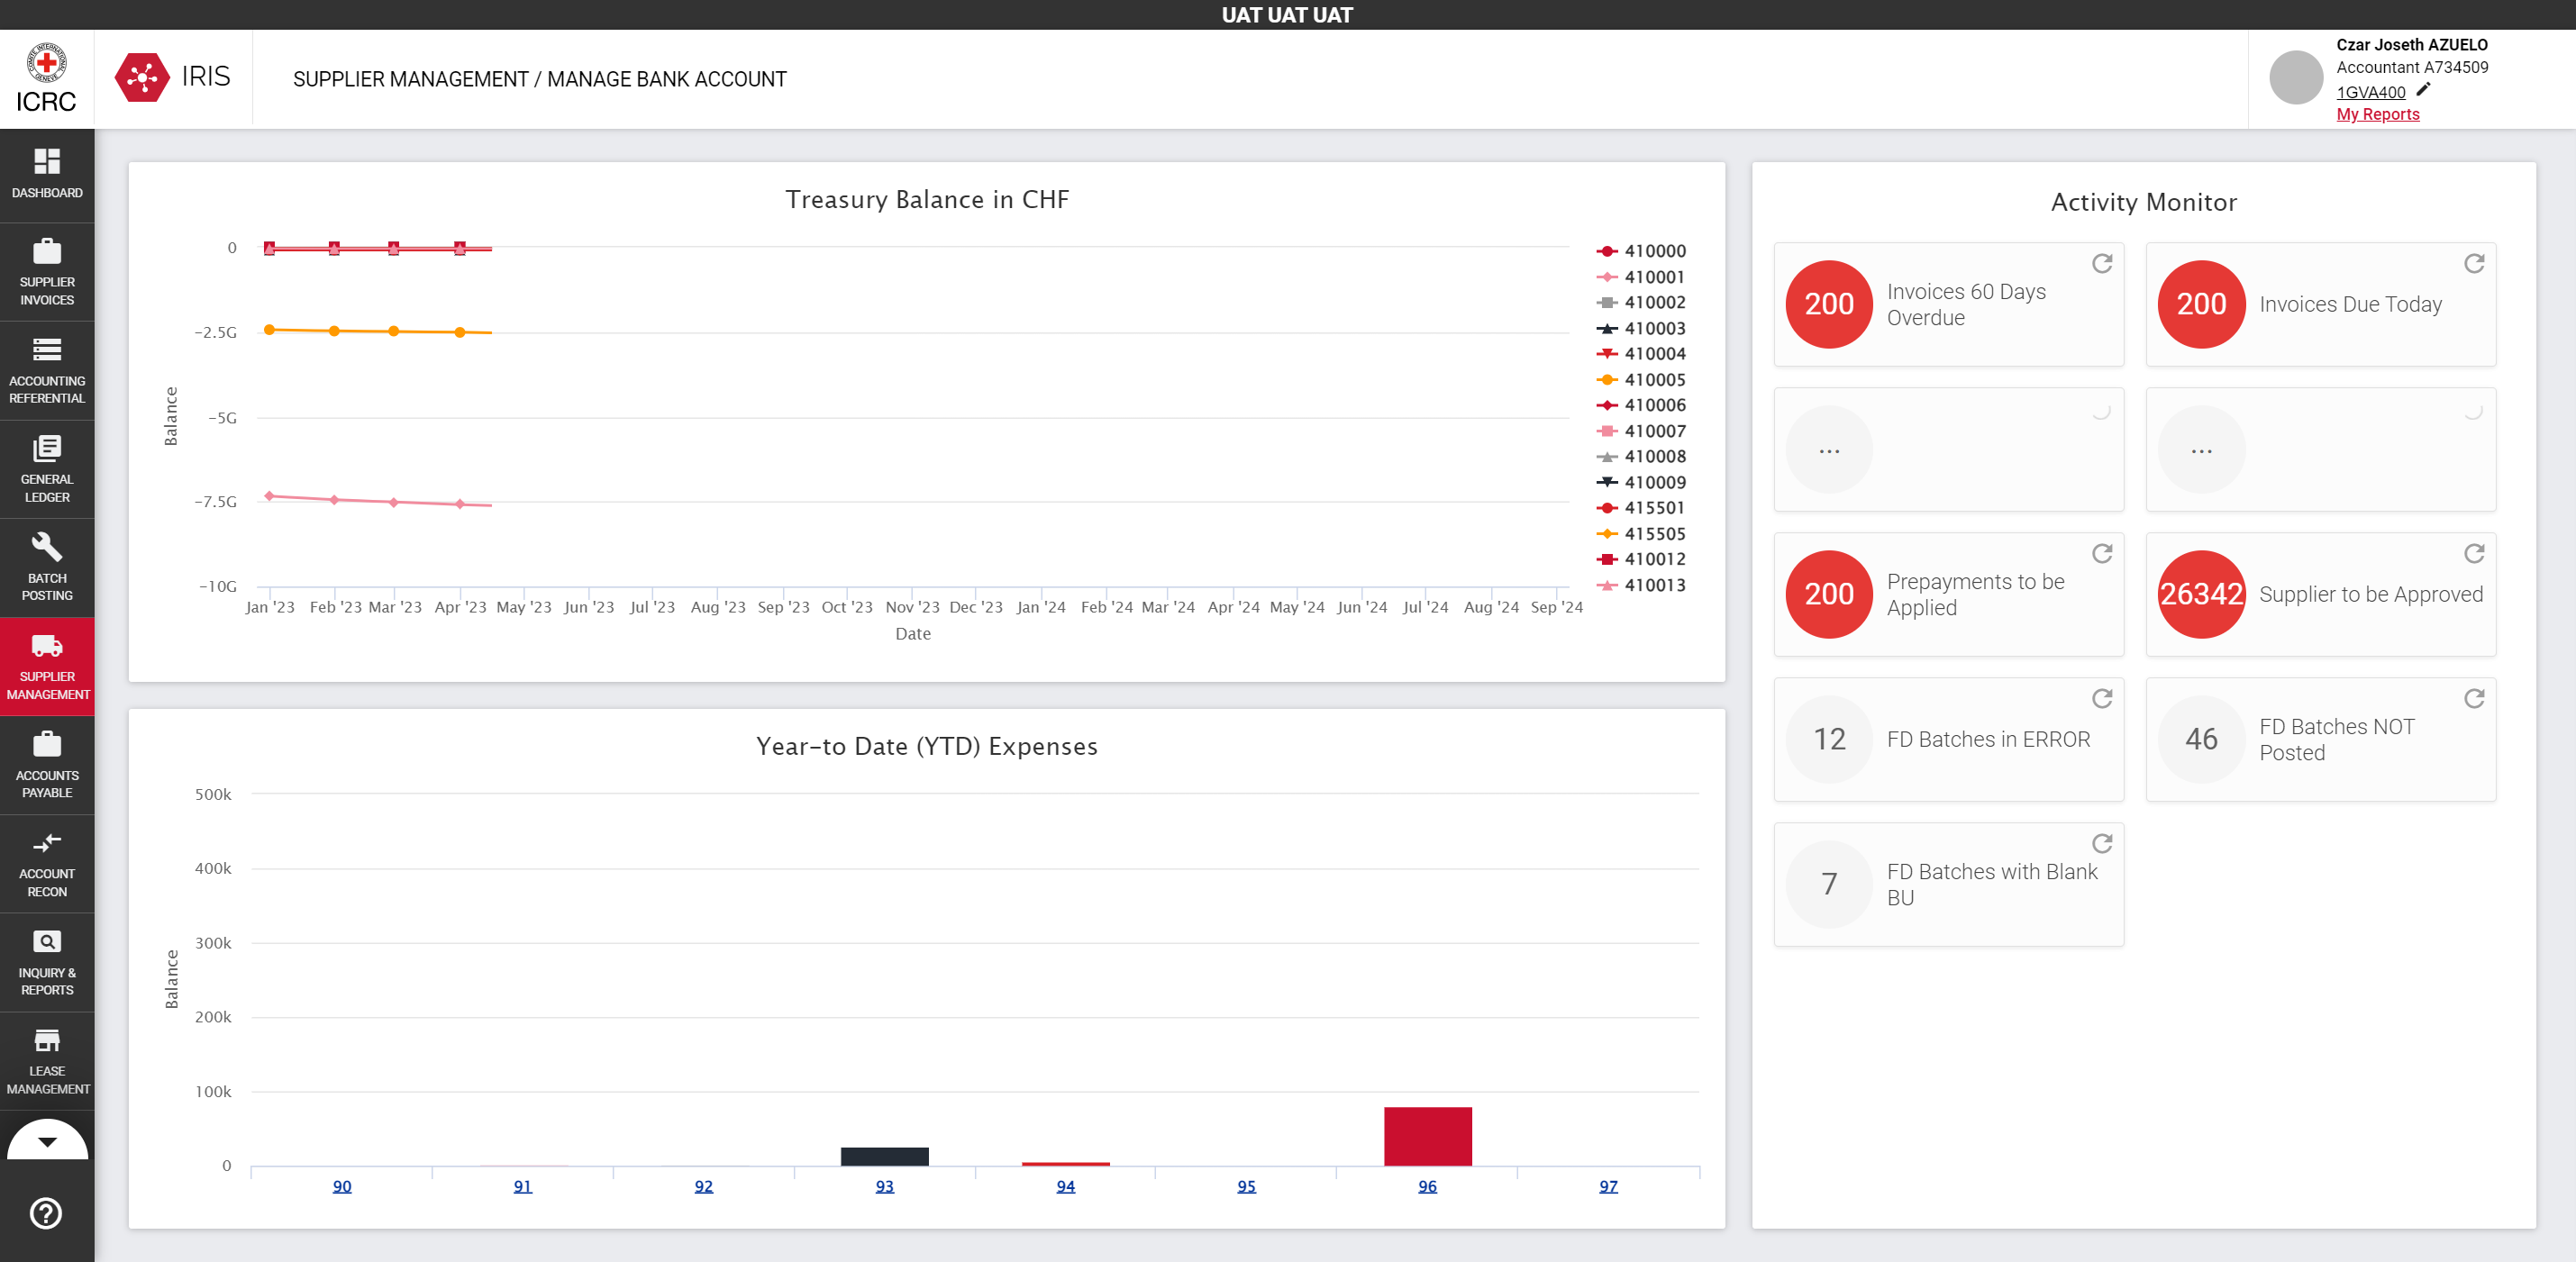 UAT UAT UAT
ICRC
IRIS
SUPPLIER MANAGEMENT / MANAGE BANK ACCOUNT
Czar Joseth AZUELO
Accountant A734509
1GVA400
My Reports
DASHBOARD
SUPPLIER
INVOICES
ACCOUNTING
REFERENTIAL
GENERAL
LEDGER
BATCH
POSTING
SUPPLIER
MANAGEMENT
ACCOUNTS
PAYABLE
ACCOUNT
RECON
INQUIRY &
REPORTS
LEASE
MANAGEMENT
Treasury Balance in CHF
Balance
0
-2.5G
-5G
-7.5G
-10G
Jan '23 Feb '23 Mar '23 Apr '23 May '23 Jun '23 Jul '23 Aug '23 Sep '23 Oct '23 Nov '23 Dec '23 Jan '24 Feb '24 Mar '24 Apr '24 May '24 Jun '24 Jul '24 Aug '24 Sep '24
Date
410000
410001
410002
410003
410004
410005
410006
410007
410008
410009
415501
415505
410012
410013
Year-to Date (YTD) Expenses
Balance
500k
400k
300k
200k
100k
0
90 91 92 93 94 95 96 97
Activity Monitor
200
Invoices 60 Days
Overdue
200
Invoices Due Today
...
...
200
Prepayments to be
Applied
26342
Supplier to be Approved
12
FD Batches in ERROR
46
FD Batches NOT
Posted
7
FD Batches with Blank
BU